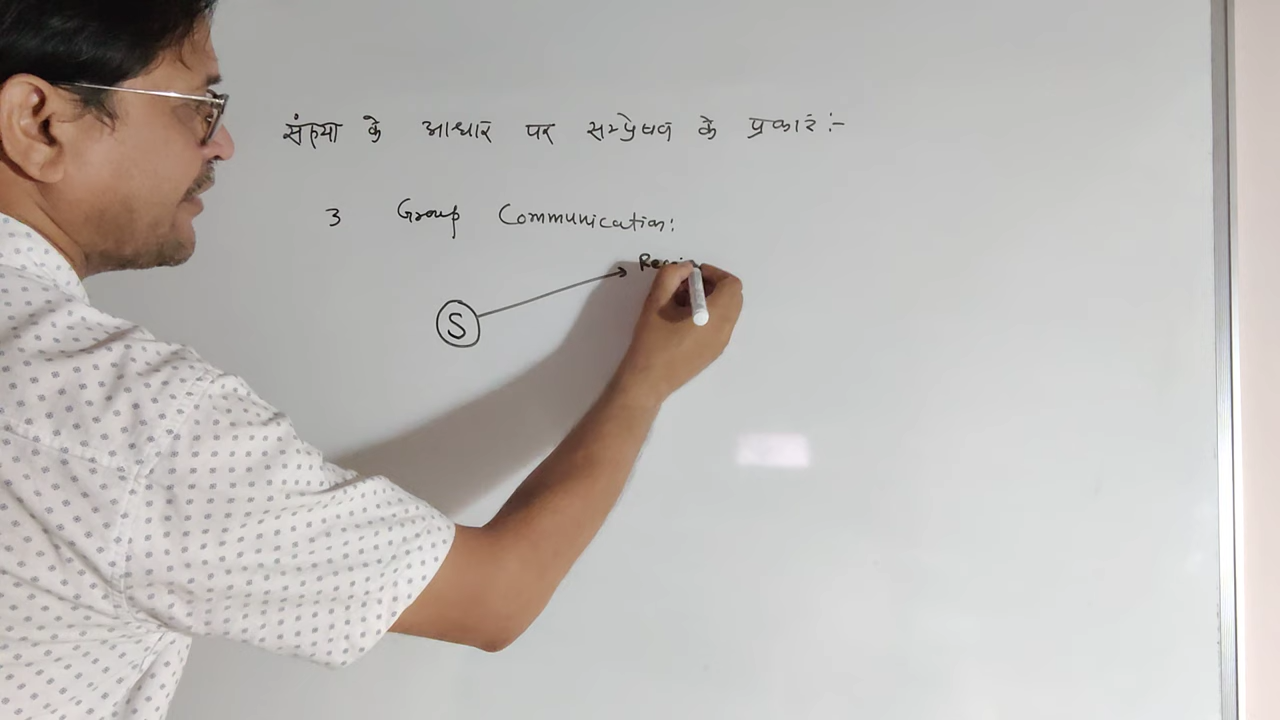 संख्या के आधार पर सम्प्रेषण के प्रकार :-
3 Group Communication:
S